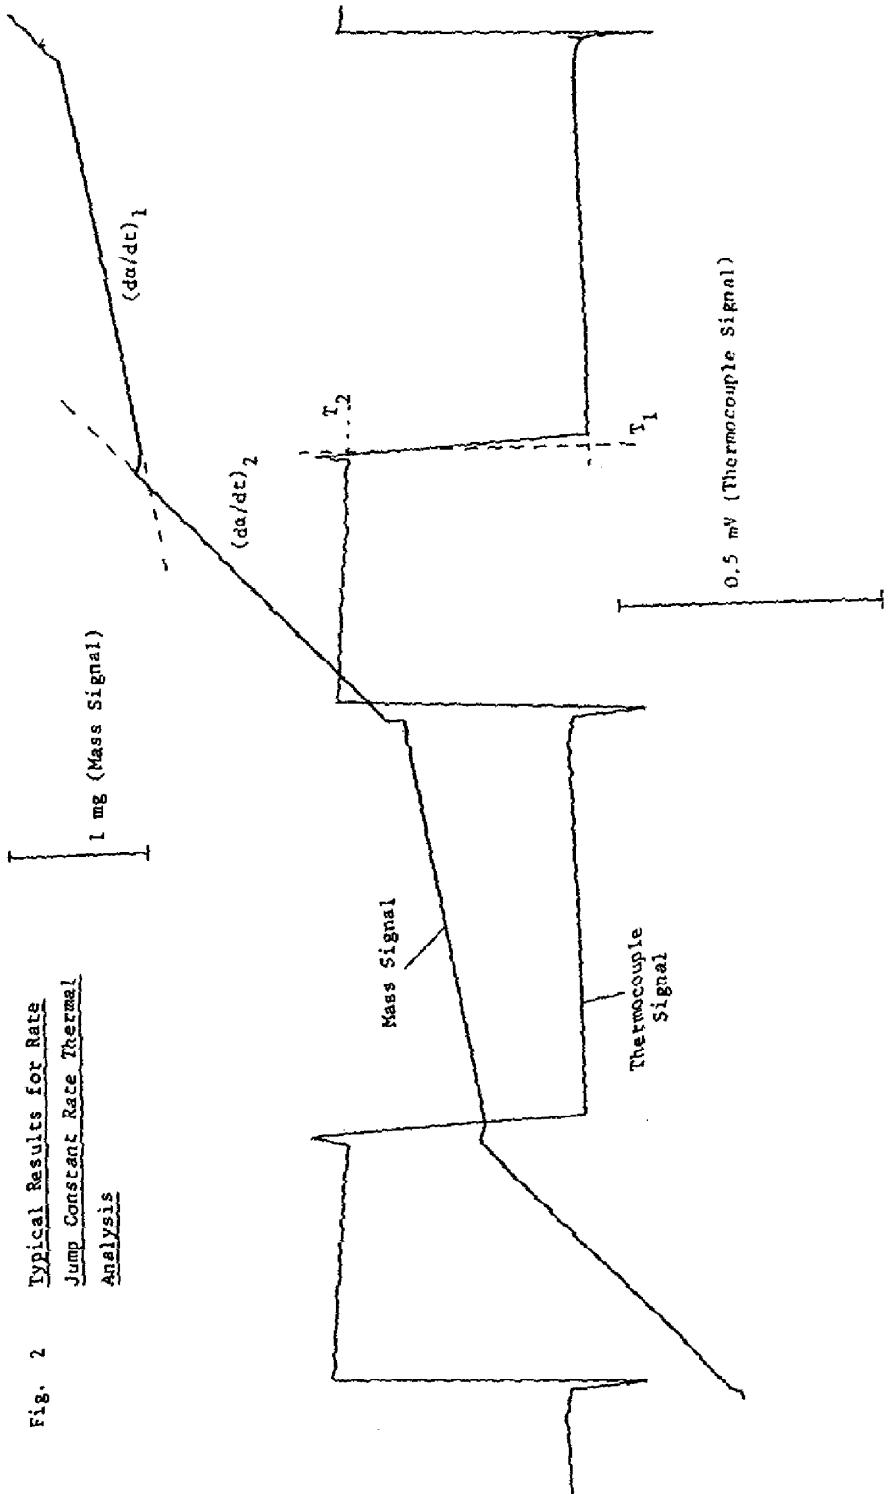 Fig. 2 Typical Results for Rate
Jump Constant Rate Thermal
Analysis
1 mg (Mass Signal)
(dα/dt)1
(dα/dt)2
T2
T1
Mass Signal
Thermocouple
Signal
0.5 mV (Thermocouple Signal)